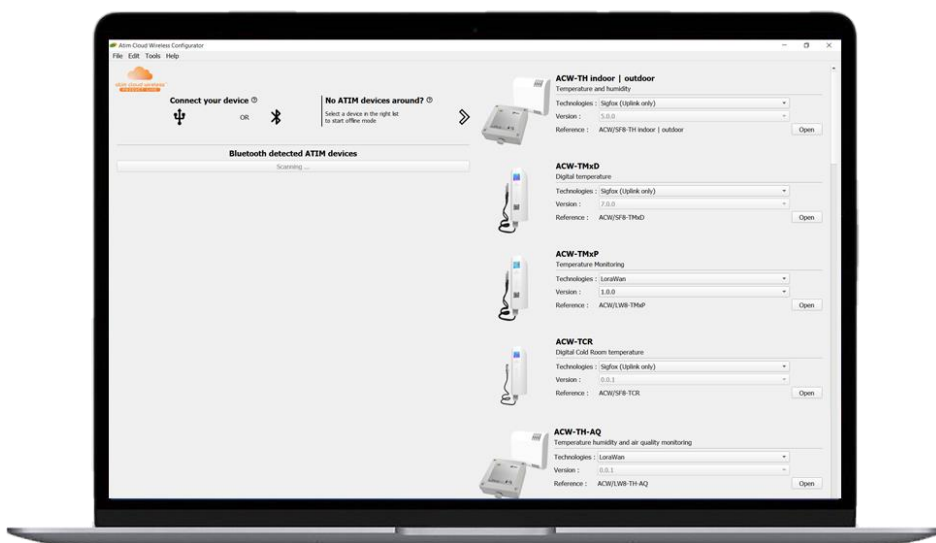 Atim Cloud Wireless Configurator
File Edit Tools Help
atim cloud wireless
Connect your device
OR
No ATIM devices around?
Select a device in the right list
to start offline mode
Bluetooth detected ATIM devices
Scanning ...
ACW-TH indoor | outdoor
Temperature and humidity
Technologies : Sigfox (Uplink only)
Version : 5.0.0
Reference : ACW/SF8-TH indoor | outdoor Open
ACW-TMxD
Digital temperature
Technologies : Sigfox (Uplink only)
Version : 7.0.0
Reference : ACW/SF8-TMxD Open
ACW-TMxP
Temperature Monitoring
Technologies : LoraWan
Version : 1.0.0
Reference : ACW/LW8-TMxP Open
ACW-TCR
Digital Cold Room temperature
Technologies : Sigfox (Uplink only)
Version : 0.0.1
Reference : ACW/SF8-TCR Open
ACW-TH-AQ
Temperature humidity and air quality monitoring
Technologies : LoraWan
Version : 0.0.1
Reference : ACW/LW8-TH-AQ Open